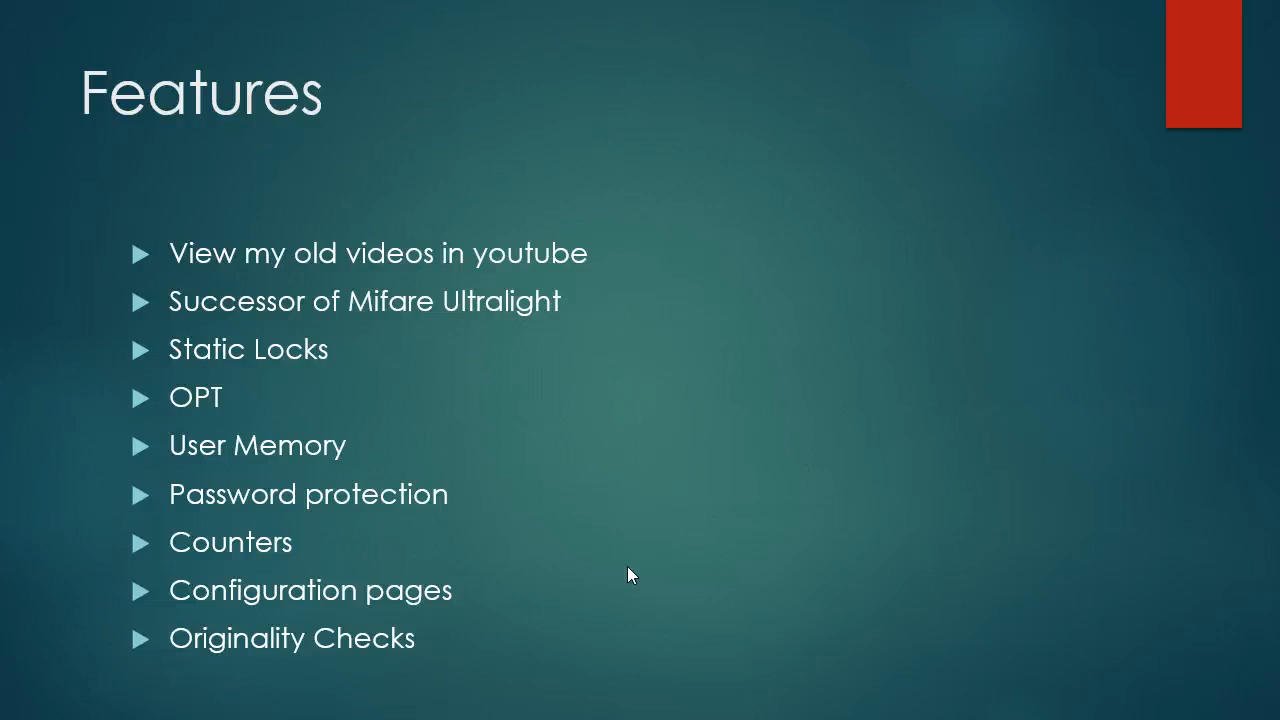 Features
View my old videos in youtube
Successor of Mifare Ultralight
Static Locks
OPT
User Memory
Password protection
Counters
Configuration pages
Originality Checks